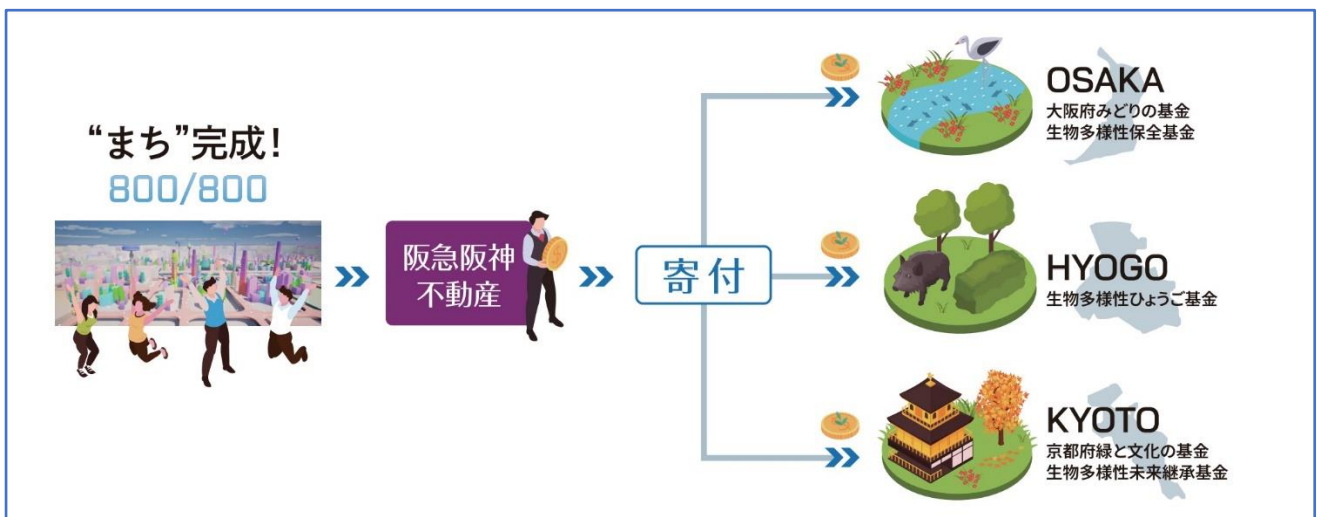 “まち”完成!
800/800
阪急阪神
不動産
寄付
OSAKA
大阪府みどりの基金
生物多様性保全基金
HYOGO
生物多様性ひょうご基金
KYOTO
京都府緑と文化の基金
生物多様性未来継承基金